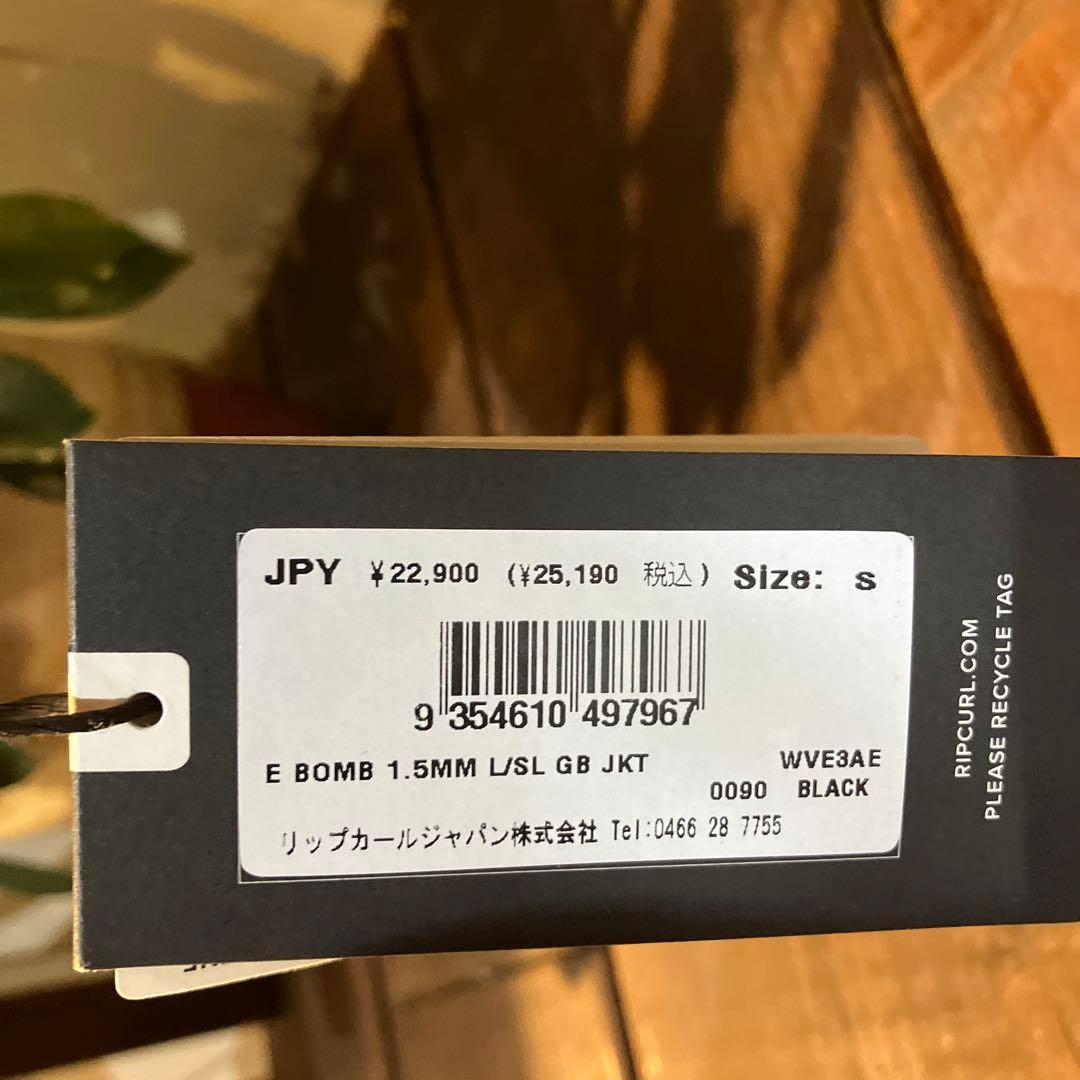 JPY ¥22,900 (¥25,190 税込) Size: S
9 354610 497967
E BOMB 1.5MM L/SL GB JKT WVE3AE
0090 BLACK
リップカールジャパン株式会社 Tel:0466 28 7755
RIPCURL.COM
PLEASE RECYCLE TAG